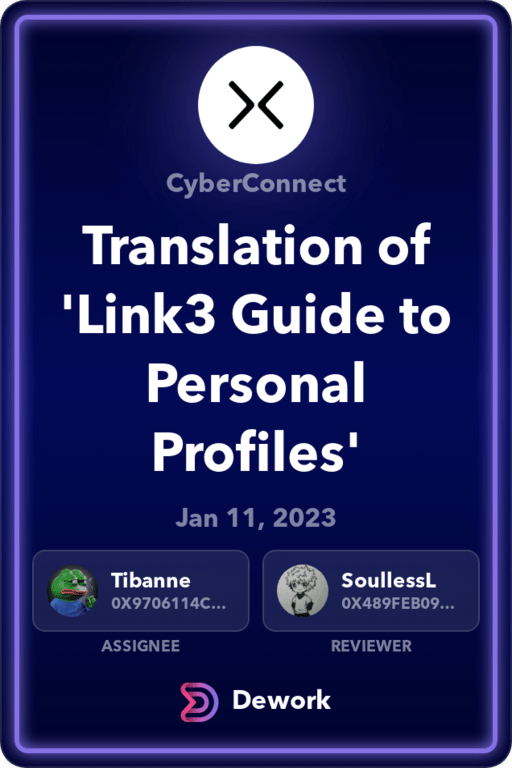 CyberConnect
Translation of
'Link3 Guide to
Personal
Profiles'
Jan 11, 2023
Tibanne
0X9706114C...
ASSIGNEE
SoullessL
0X489FEB09...
REVIEWER
Dework